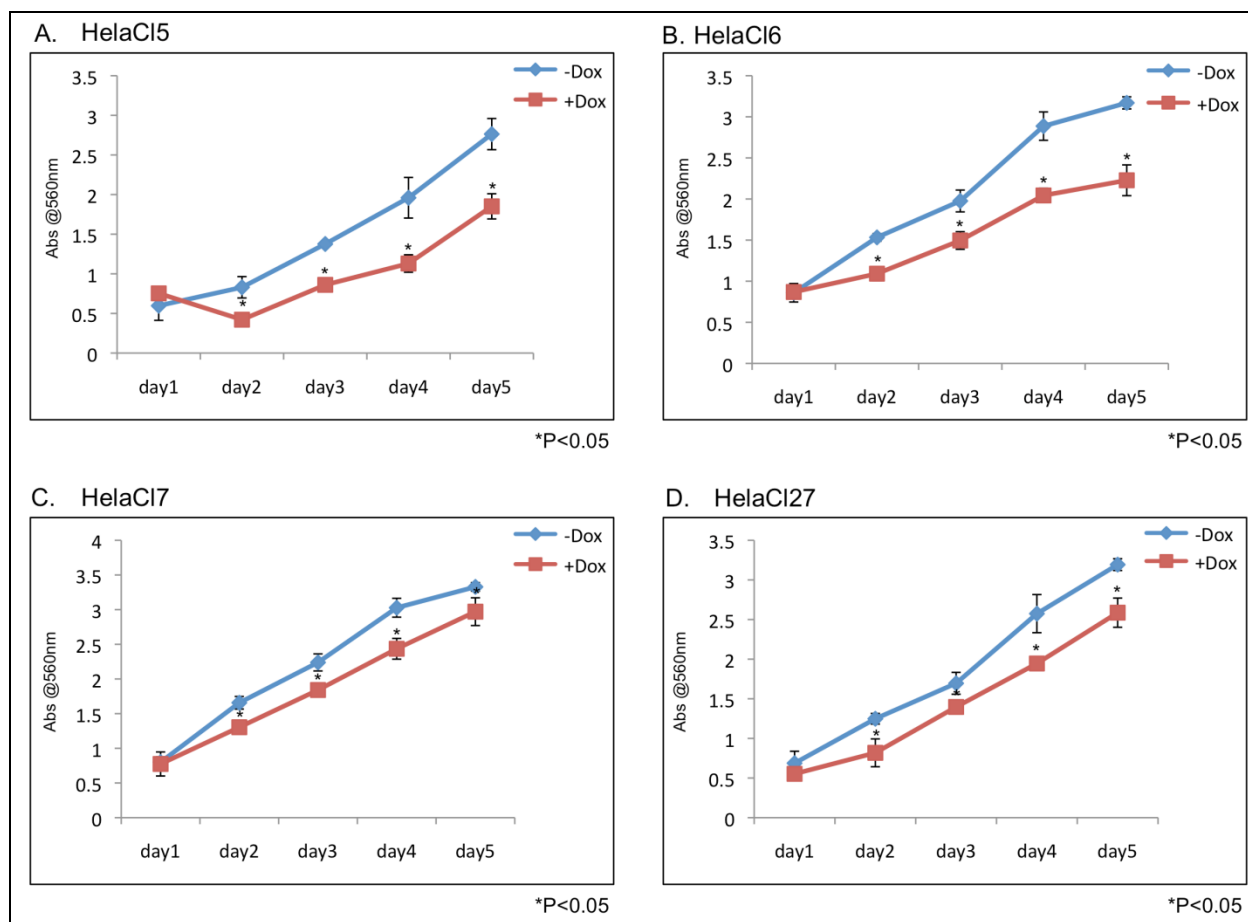 A. HelaCl5
-Dox
+Dox
3.5
3
2.5
2
1.5
1
0.5
0
Abs @560nm
*
*
*
*
day1 day2 day3 day4 day5
*P<0.05
B. HelaCl6
-Dox
+Dox
3.5
3
2.5
2
1.5
1
0.5
0
Abs @560nm
*
*
*
*
day1 day2 day3 day4 day5
*P<0.05
C. HelaCl7
-Dox
+Dox
4
3.5
3
2.5
2
1.5
1
0.5
0
Abs @560nm
*
*
*
*
day1 day2 day3 day4 day5
*P<0.05
D. HelaCl27
-Dox
+Dox
3.5
3
2.5
2
1.5
1
0.5
0
Abs @560nm
*
*
*
*
day1 day2 day3 day4 day5
*P<0.05